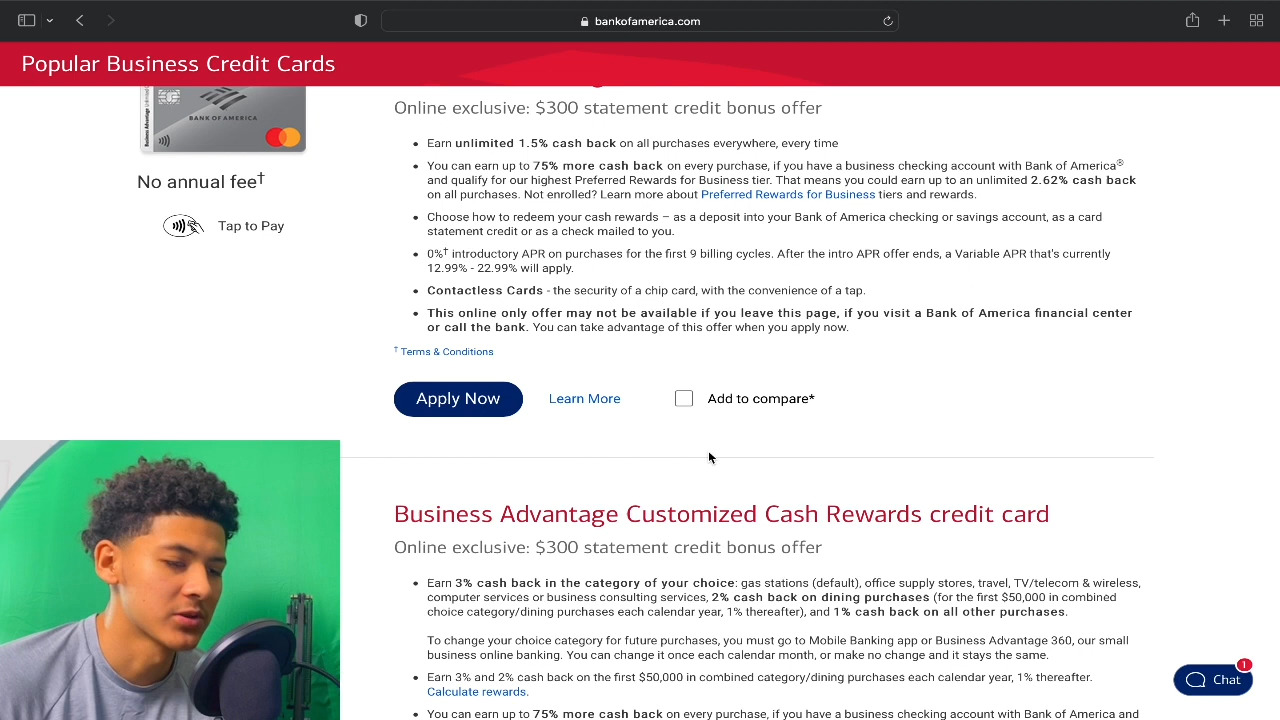 bankofamerica.com
Popular Business Credit Cards
BANK OF AMERICA
No annual fee†
Tap to Pay
Online exclusive: $300 statement credit bonus offer
Earn unlimited 1.5% cash back on all purchases everywhere, every time
You can earn up to 75% more cash back on every purchase, if you have a business checking account with Bank of America®
and qualify for our highest Preferred Rewards for Business tier. That means you could earn up to an unlimited 2.62% cash back
on all purchases. Not enrolled? Learn more about Preferred Rewards for Business tiers and rewards.
Choose how to redeem your cash rewards – as a deposit into your Bank of America checking or savings account, as a card
statement credit or as a check mailed to you.
0%† introductory APR on purchases for the first 9 billing cycles. After the intro APR offer ends, a Variable APR that's currently
12.99% - 22.99% will apply.
Contactless Cards - the security of a chip card, with the convenience of a tap.
This online only offer may not be available if you leave this page, if you visit a Bank of America financial center
or call the bank. You can take advantage of this offer when you apply now.
† Terms & Conditions
Apply Now
Learn More
Add to compare*
Business Advantage Customized Cash Rewards credit card
Online exclusive: $300 statement credit bonus offer
Earn 3% cash back in the category of your choice: gas stations (default), office supply stores, travel, TV/telecom & wireless,
computer services or business consulting services, 2% cash back on dining purchases (for the first $50,000 in combined
choice category/dining purchases each calendar year, 1% thereafter), and 1% cash back on all other purchases.
To change your choice category for future purchases, you must go to Mobile Banking app or Business Advantage 360, our small
business online banking. You can change it once each calendar month, or make no change and it stays the same.
Earn 3% and 2% cash back on the first $50,000 in combined category/dining purchases each calendar year, 1% thereafter.
Calculate rewards.
You can earn up to 75% more cash back on every purchase, if you have a business checking account with Bank of America and
1
Chat